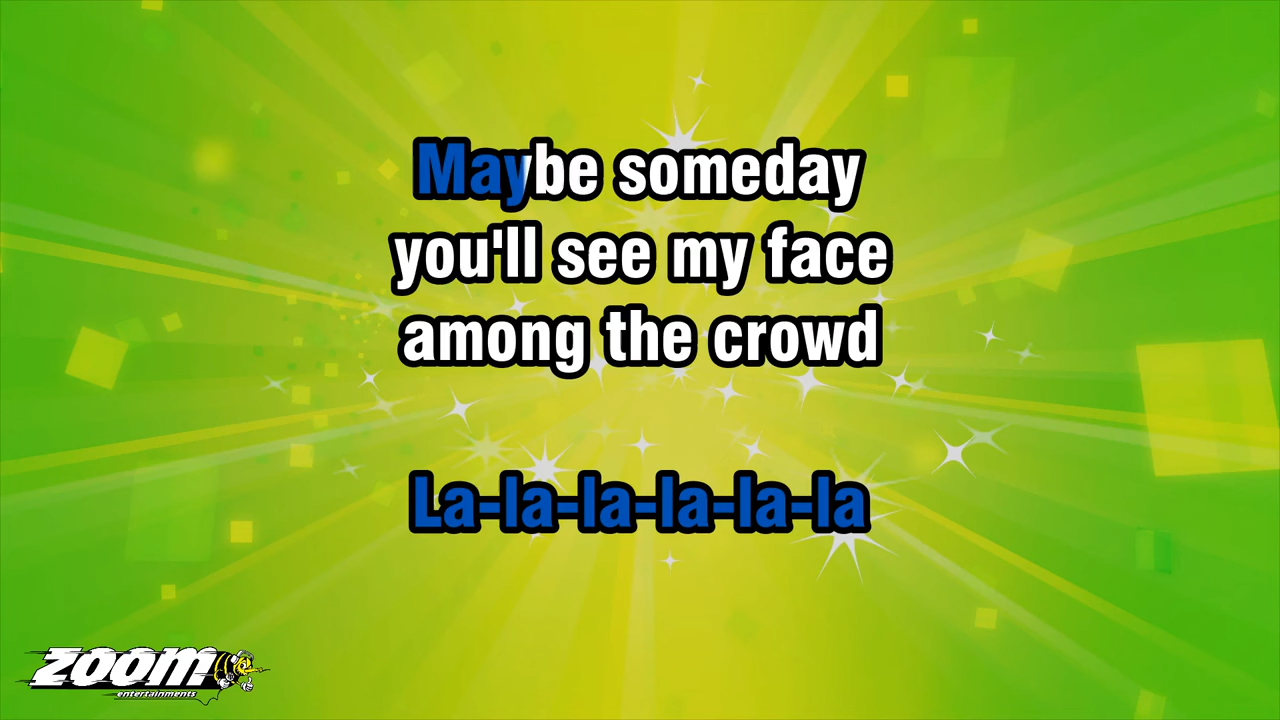 Maybe someday
you'll see my face
among the crowd
La-la-la-la-la-la
zoom
entertainments